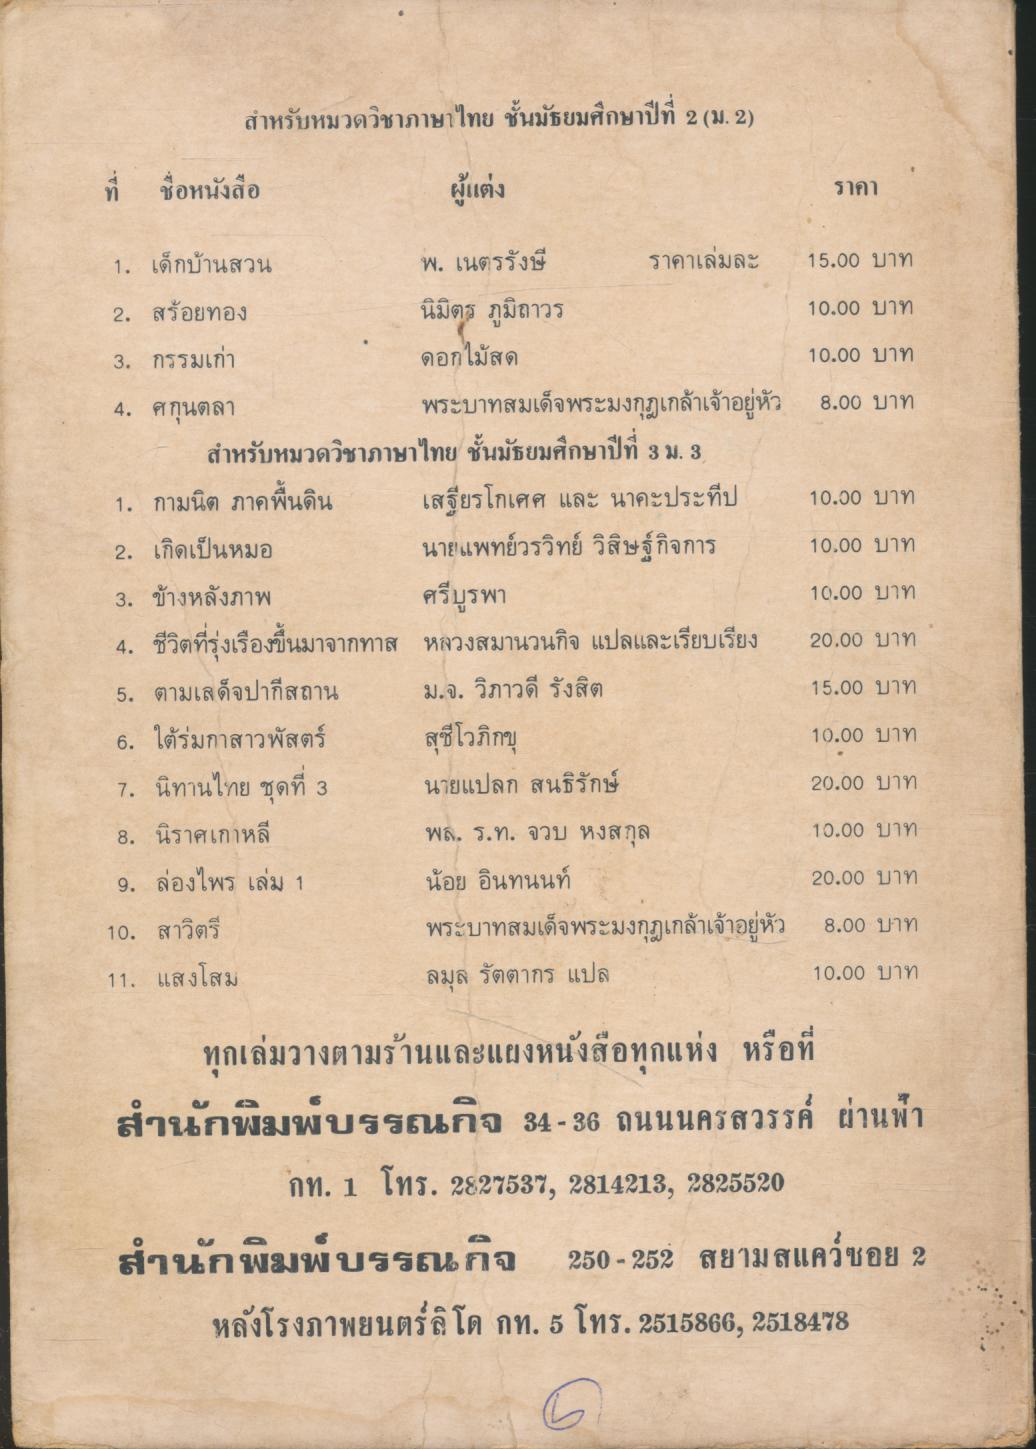 สำหรับหมวดวิชาภาษาไทย ชั้นมัธยมศึกษาปีที่ 2 (ม. 2)
ที่ ชื่อหนังสือ ผู้แต่ง ราคา
1. เด็กบ้านสวน พ. เนตรรังษี ราคาเล่มละ 15.00 บาท
2. สร้อยทอง นิมิตร ภูมิถาวร 10.00 บาท
3. กรรมเก่า ดอกไม้สด 10.00 บาท
4. ศกุนตลา พระบาทสมเด็จพระมงกุฎเกล้าเจ้าอยู่หัว 8.00 บาท
สำหรับหมวดวิชาภาษาไทย ชั้นมัธยมศึกษาปีที่ 3 ม. 3
1. กามนิต ภาคพื้นดิน เสฐียรโกเศศ และ นาคะประทีป 10.00 บาท
2. เกิดเป็นหมอ นายแพทย์วรวิทย์ วิสิษฐ์กิจการ 10.00 บาท
3. ข้างหลังภาพ ศรีบูรพา 10.00 บาท
4. ชีวิตที่รุ่งเรืองขึ้นมาจากทาส หลวงสมานวนกิจ แปลและเรียบเรียง 20.00 บาท
5. ตามเสด็จปากีสถาน ม.จ. วิภาวดี รังสิต 15.00 บาท
6. ใต้ร่มกาสาวพัสตร์ สุชีโวภิกขุ 10.00 บาท
7. นิทานไทย ชุดที่ 3 นายแปลก สนธิรักษ์ 20.00 บาท
8. นิราศเกาหลี พล. ร.ท. จวบ หงสกุล 10.00 บาท
9. ล่องไพร เล่ม 1 น้อย อินทนนท์ 20.00 บาท
10. สาวิตรี พระบาทสมเด็จพระมงกุฎเกล้าเจ้าอยู่หัว 8.00 บาท
11. แสงโสม ลมุล รัตตากร แปล 10.00 บาท
ทุกเล่มวางตามร้านและแผงหนังสือทุกแห่ง หรือที่
สำนักพิมพ์บรรณกิจ 34-36 ถนนนครสวรรค์ ผ่านฟ้า
กท. 1 โทร. 2827537, 2814213, 2825520
สำนักพิมพ์บรรณกิจ 250-252 สยามสแควร์ซอย 2
หลังโรงภาพยนตร์ลิโด กท. 5 โทร. 2515866, 2518478